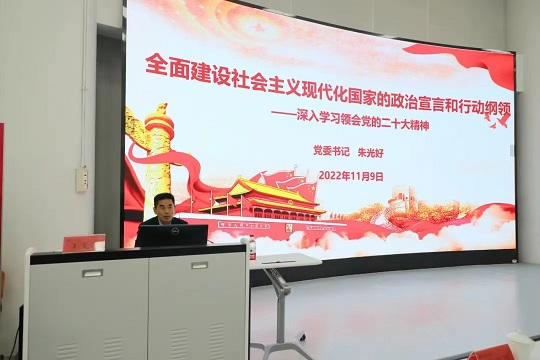 全面建设社会主义现代化国家的政治宣言和行动纲领
——深入学习领会党的二十大精神
党委书记 朱光好
2022年11月9日
DELL